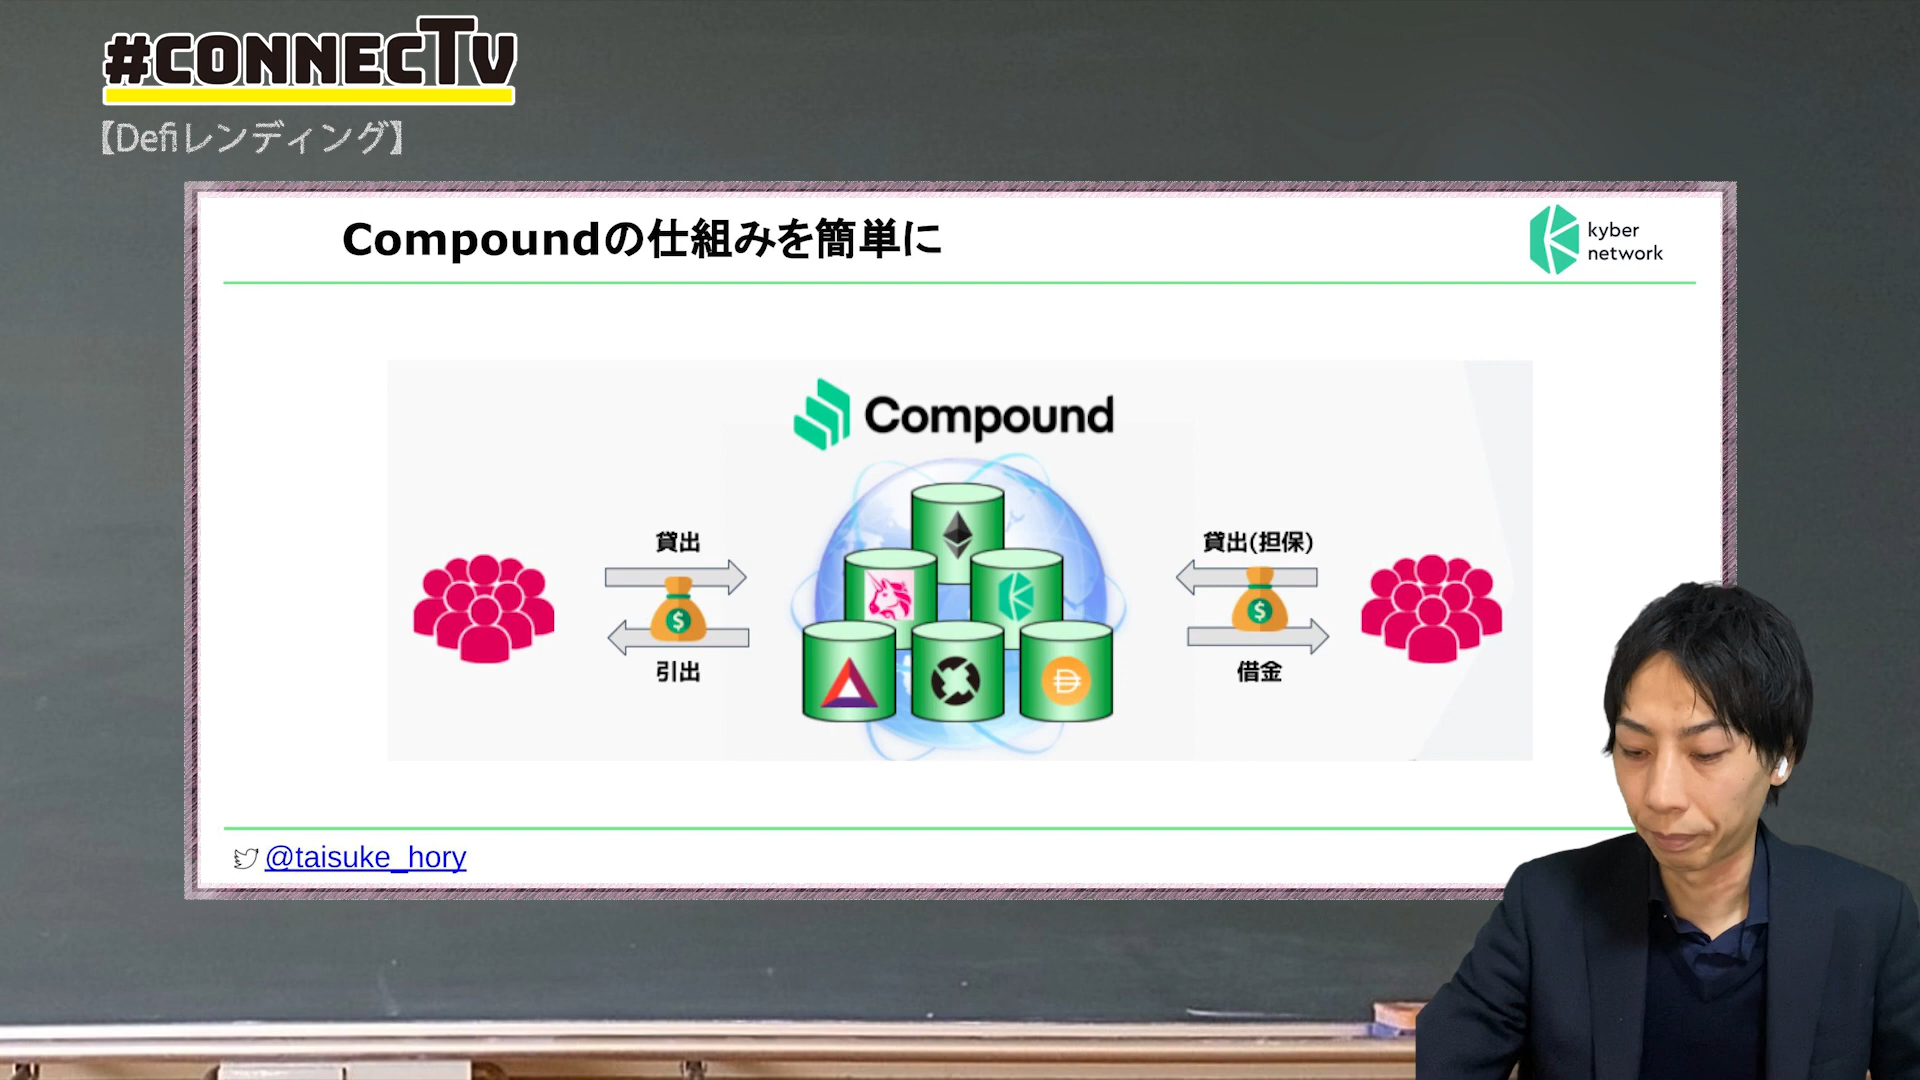 #CONNECTV
【Defiレンディング】
Compoundの仕組みを簡単に
kyber
network
Compound
貸出
引出
貸出(担保)
借金
@taisuke_hory